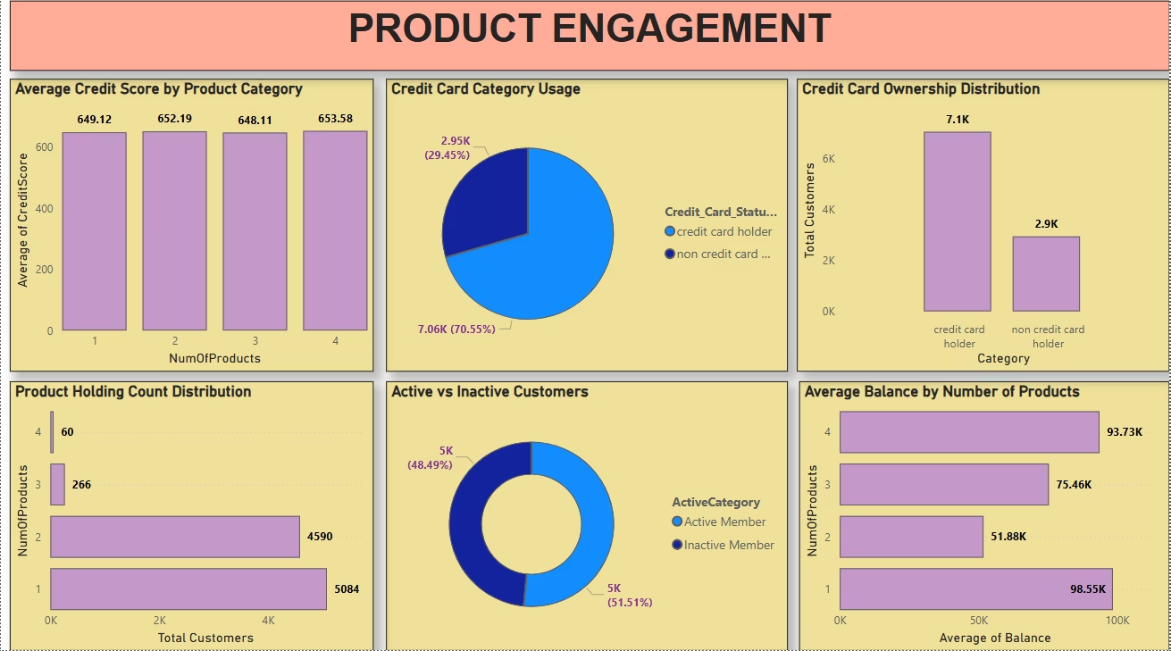 PRODUCT ENGAGEMENT
Average Credit Score by Product Category
649.12
652.19
648.11
653.58
600
400
200
0
Average of CreditScore
1
2
3
4
NumOfProducts
Credit Card Category Usage
2.95K
(29.45%)
7.06K (70.55%)
Credit_Card_Statu...
credit card holder
non credit card ...
Credit Card Ownership Distribution
7.1K
2.9K
6K
4K
2K
0K
Total Customers
credit card
holder
non credit card
holder
Category
Product Holding Count Distribution
4
60
3
266
2
4590
1
5084
NumOfProducts
0K
2K
4K
Total Customers
Active vs Inactive Customers
5K
(48.49%)
5K
(51.51%)
ActiveCategory
Active Member
Inactive Member
Average Balance by Number of Products
4
93.73K
3
75.46K
2
51.88K
1
98.55K
NumOfProducts
0K
50K
100K
Average of Balance